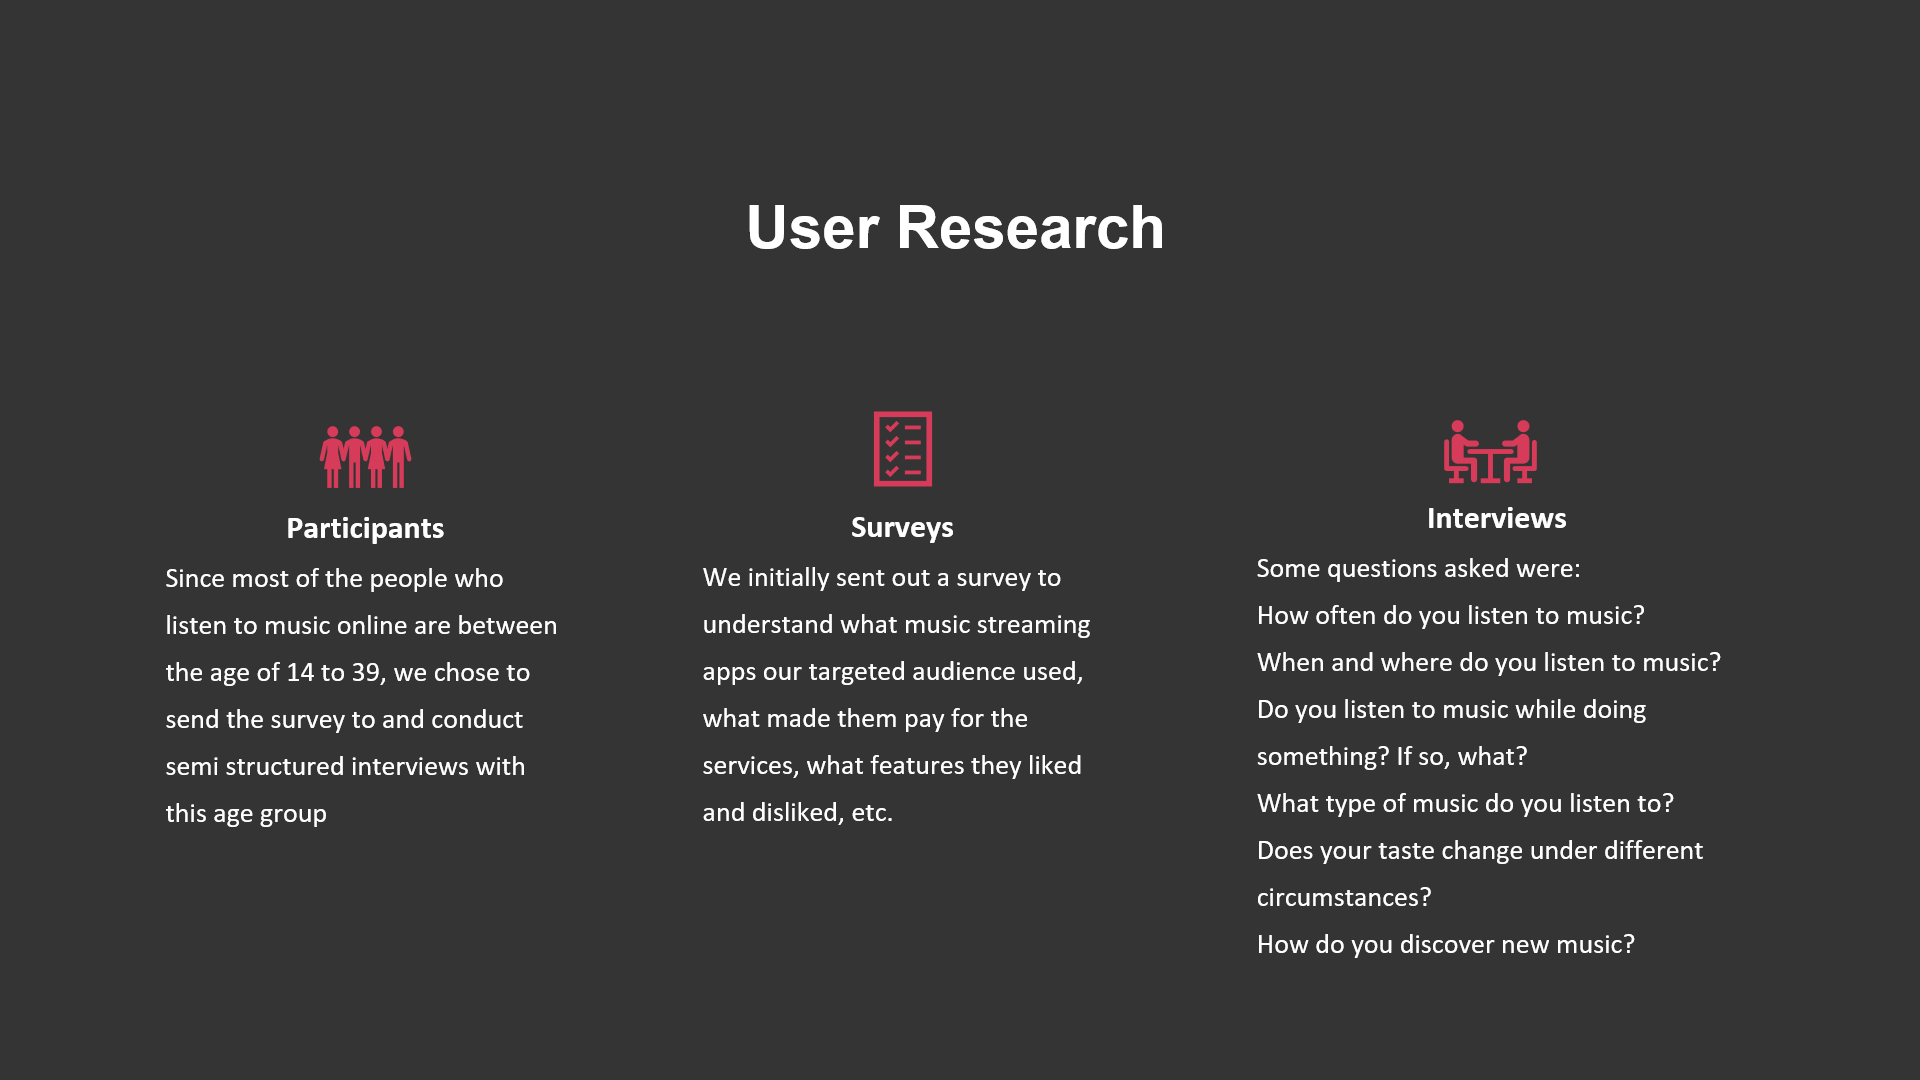 User Research
Participants
Since most of the people who
listen to music online are between
the age of 14 to 39, we chose to
send the survey to and conduct
semi structured interviews with
this age group
Surveys
We initially sent out a survey to
understand what music streaming
apps our targeted audience used,
what made them pay for the
services, what features they liked
and disliked, etc.
Interviews
Some questions asked were:
How often do you listen to music?
When and where do you listen to music?
Do you listen to music while doing
something? If so, what?
What type of music do you listen to?
Does your taste change under different
circumstances?
How do you discover new music?